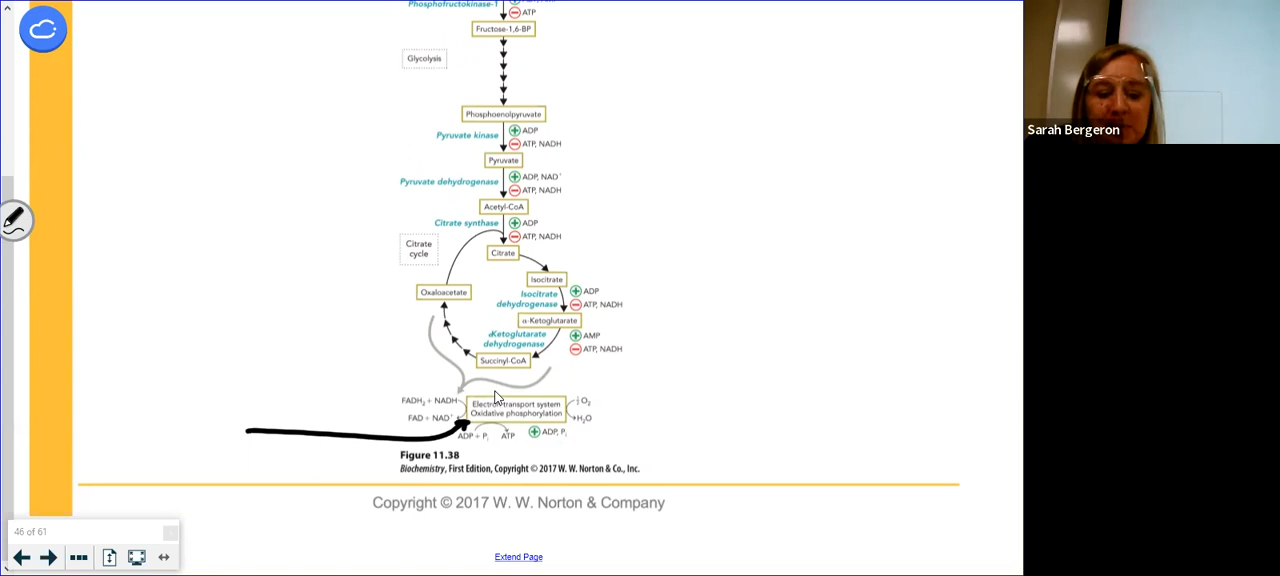 Phosphofructokinase-1
ATP
Fructose-1,6-BP
Glycolysis
Phosphoenolpyruvate
Pyruvate kinase
ADP
ATP, NADH
Pyruvate
Pyruvate dehydrogenase
ADP, NAD+
ATP, NADH
Acetyl-CoA
Citrate synthase
ADP
ATP, NADH
Citrate
cycle
Citrate
Isocitrate
Oxaloacetate
Isocitrate
dehydrogenase
ADP
ATP, NADH
α-Ketoglutarate
αKetoglutarate
dehydrogenase
AMP
ATP, NADH
Succinyl-CoA
FADH2 + NADH
FAD + NAD+
Electron transport system
Oxidative phosphorylation
½O2
H2O
ADP + Pi
ATP
ADP, Pi
Figure 11.38
Biochemistry, First Edition, Copyright © 2017 W. W. Norton & Co., Inc.
Copyright © 2017 W. W. Norton & Company
46 of 61
Extend Page
Sarah Bergeron